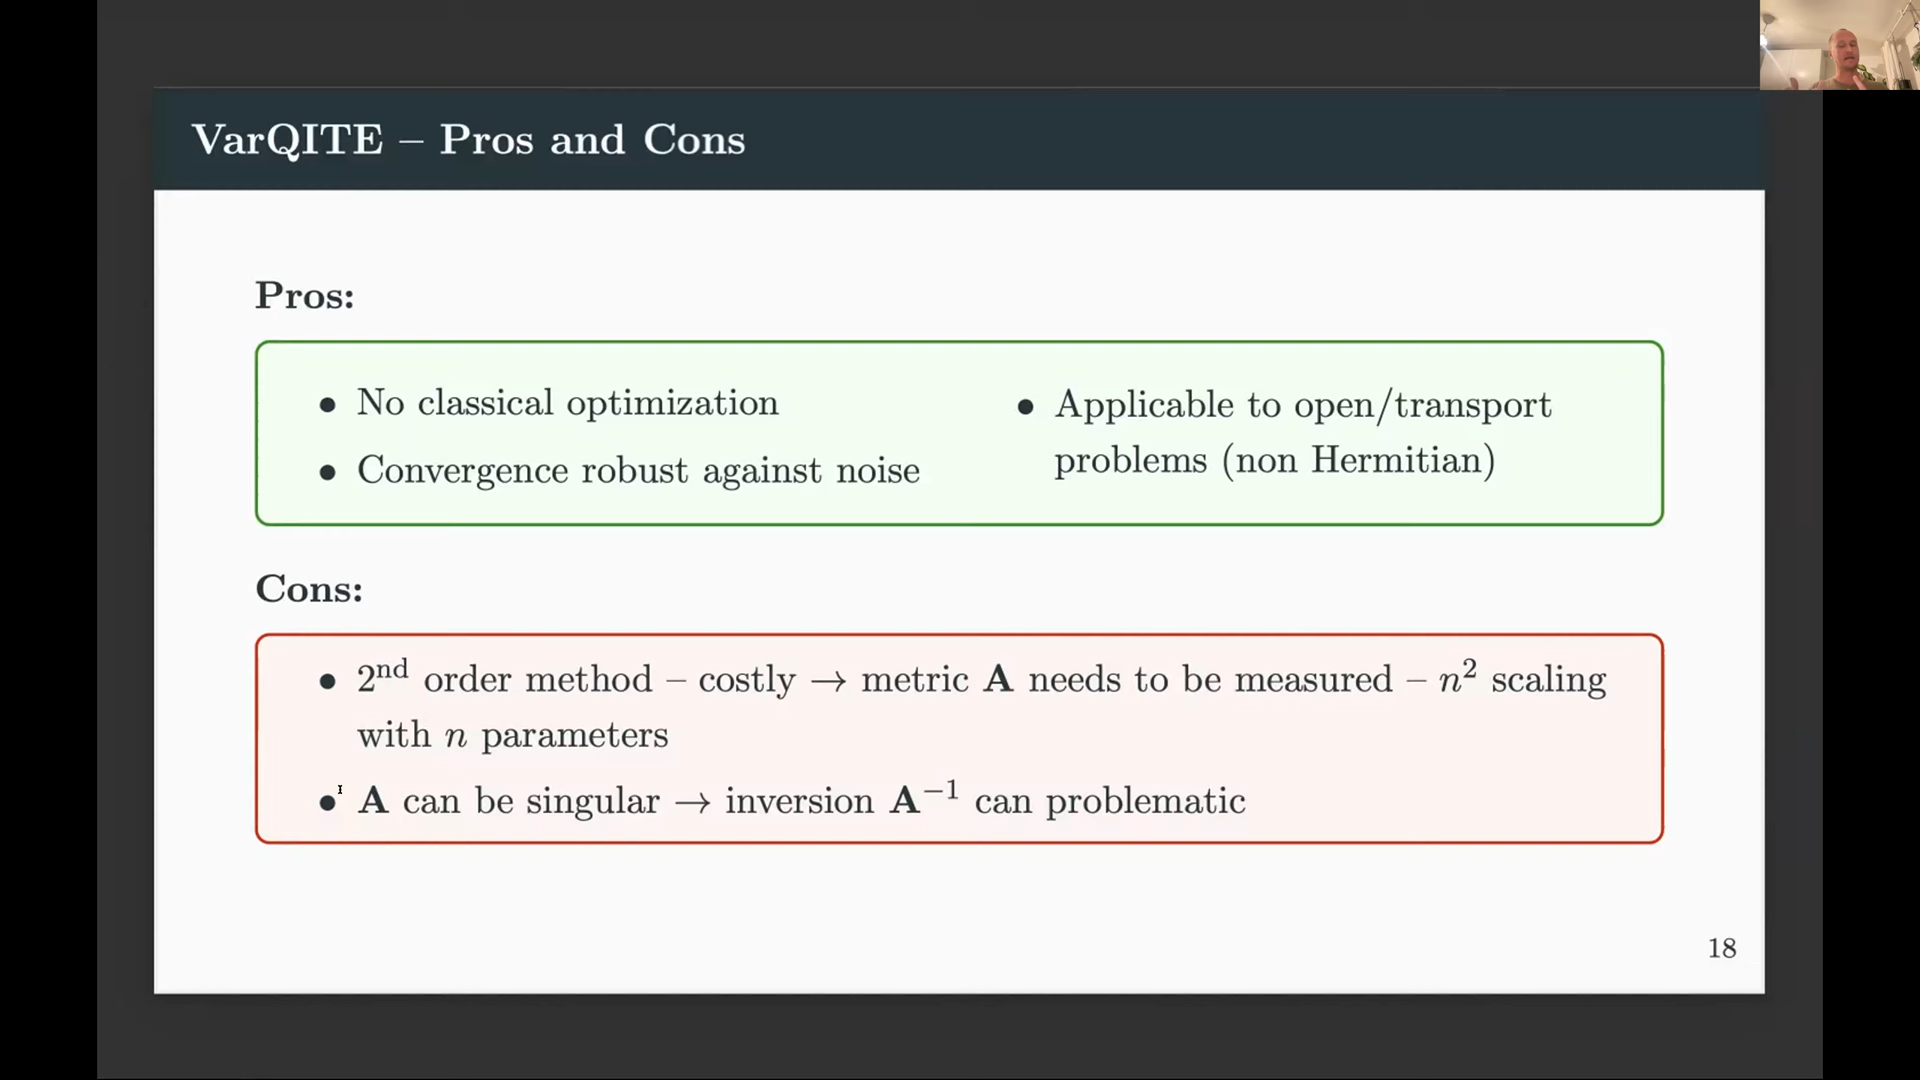 VarQITE – Pros and Cons
Pros:
• No classical optimization
• Convergence robust against noise
• Applicable to open/transport
problems (non Hermitian)
Cons:
• 2ⁿᵈ order method – costly → metric A needs to be measured – n² scaling
with n parameters
• A can be singular → inversion A⁻¹ can problematic
18